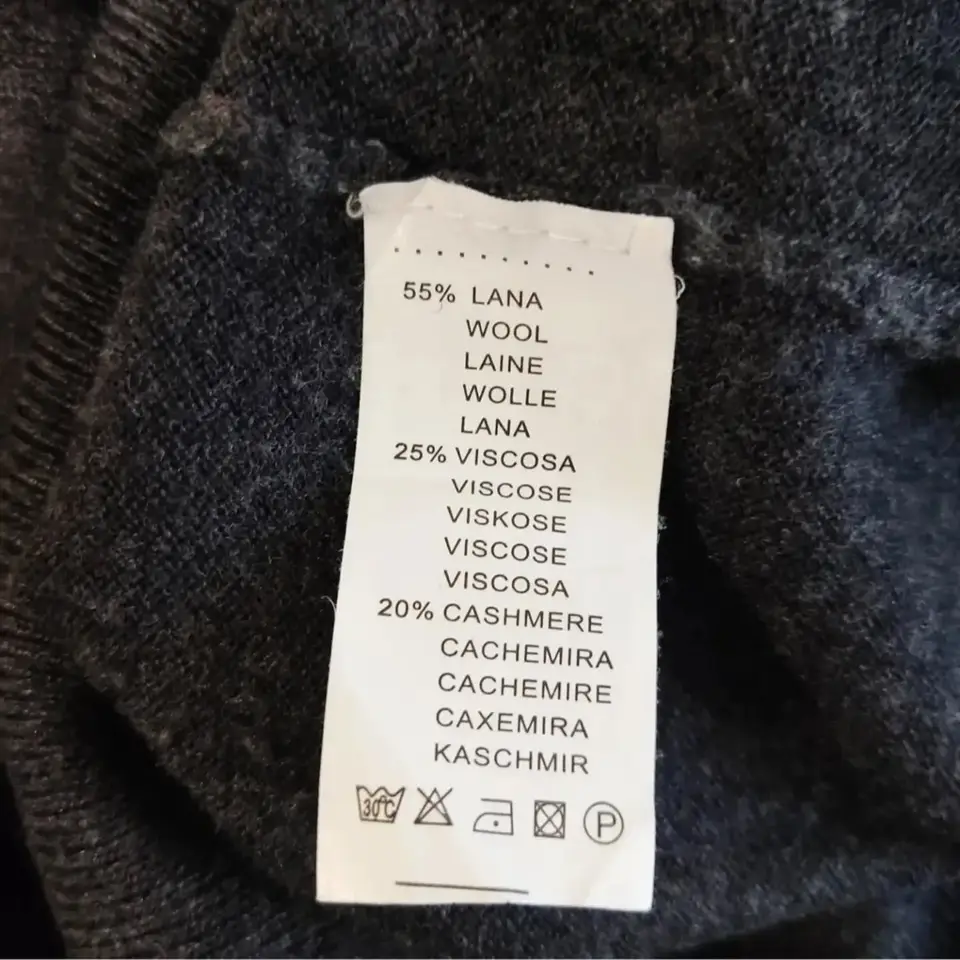 55% LANA
WOOL
LAINE
WOLLE
LANA
25% VISCOSA
VISCOSE
VISKOSE
VISCOSE
VISCOSA
20% CASHMERE
CACHEMIRA
CACHEMIRE
CAXEMIRA
KASCHMIR
30°C P